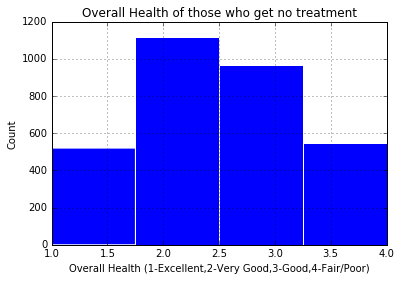 Overall Health of those who get no treatment
1200
1000
800
600
400
200
0
Count
1.0 1.5 2.0 2.5 3.0 3.5 4.0
Overall Health (1-Excellent,2-Very Good,3-Good,4-Fair/Poor)